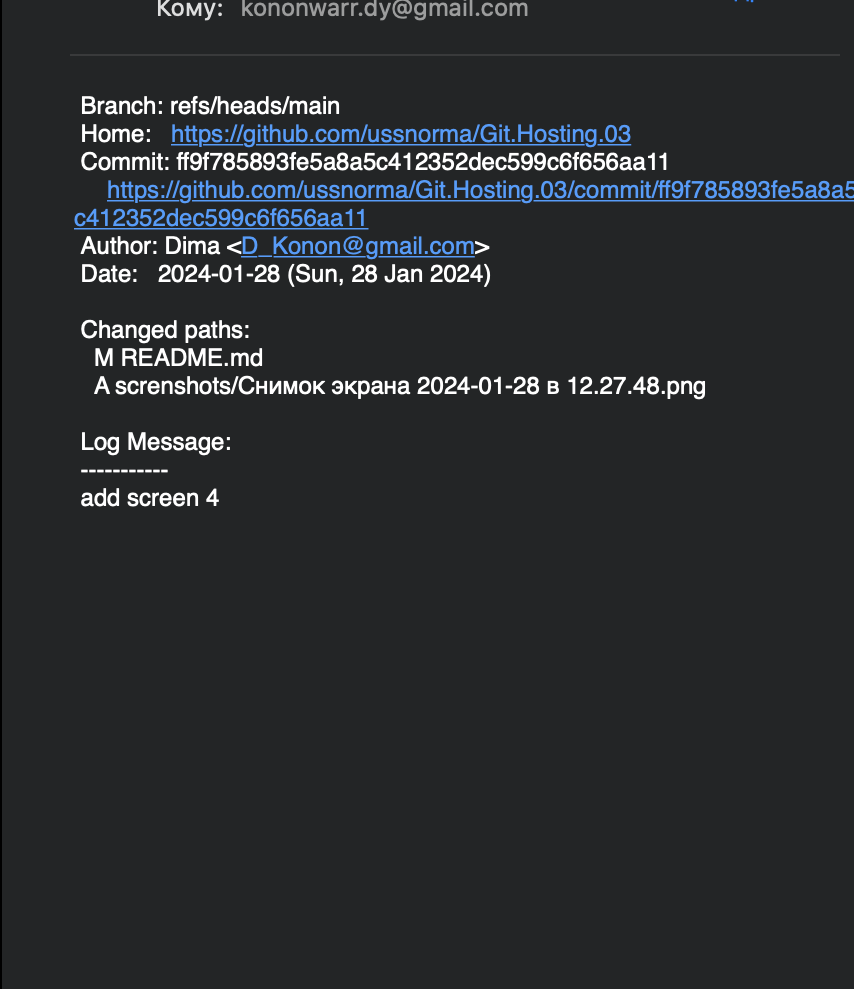 Кому: kononwarr.dy@gmail.com
Branch: refs/heads/main
Home: https://github.com/ussnorma/Git.Hosting.03
Commit: ff9f785893fe5a8a5c412352dec599c6f656aa11
https://github.com/ussnorma/Git.Hosting.03/commit/ff9f785893fe5a8a5
c412352dec599c6f656aa11
Author: Dima <D_Konon@gmail.com>
Date: 2024-01-28 (Sun, 28 Jan 2024)
Changed paths:
M README.md
A screnshots/Снимок экрана 2024-01-28 в 12.27.48.png
Log Message:
-----------
add screen 4